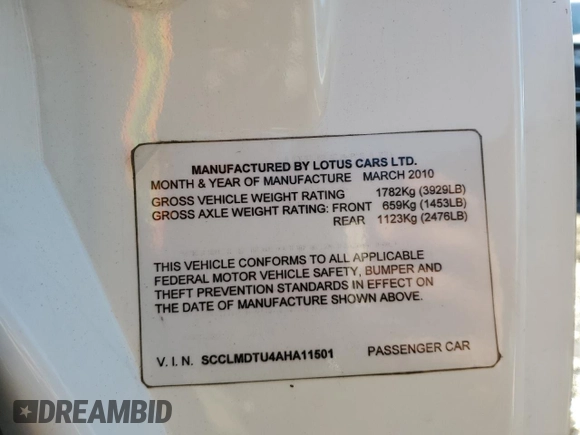 MANUFACTURED BY LOTUS CARS LTD.
MONTH & YEAR OF MANUFACTURE MARCH 2010
GROSS VEHICLE WEIGHT RATING 1782Kg (3929LB)
GROSS AXLE WEIGHT RATING: FRONT 659Kg (1453LB)
REAR 1123Kg (2476LB)
THIS VEHICLE CONFORMS TO ALL APPLICABLE
FEDERAL MOTOR VEHICLE SAFETY, BUMPER AND
THEFT PREVENTION STANDARDS IN EFFECT ON
THE DATE OF MANUFACTURE SHOWN ABOVE.
V.I.N. SCCLMDTU4AHA11501 PASSENGER CAR
DREAMBID